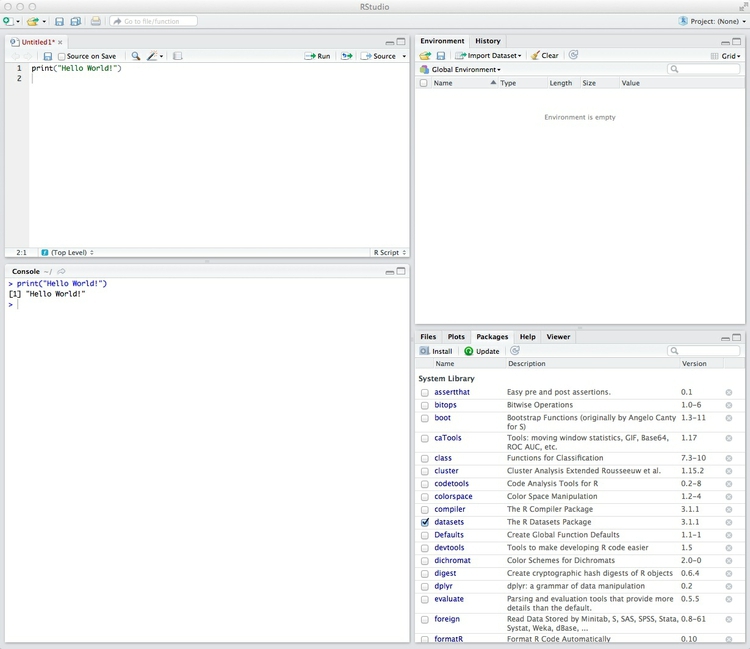 RStudio
Go to file/function
Project: (None)
Untitled1*
Source on Save
Run
Source
1 print("Hello World!")
2
2:1 (Top Level) R Script
Console ~/
> print("Hello World!")
[1] "Hello World!"
>
Environment History
Import Dataset Clear Grid
Global Environment
Name Type Length Size Value
Environment is empty
Files Plots Packages Help Viewer
Install Update
Name Description Version
System Library
assertthat Easy pre and post assertions. 0.1
bitops Bitwise Operations 1.0-6
boot Bootstrap Functions (originally by Angelo Canty 1.3-11
for S)
caTools Tools: moving window statistics, GIF, Base64, 1.17
ROC AUC, etc.
class Functions for Classification 7.3-10
cluster Cluster Analysis Extended Rousseeuw et al. 1.15.2
codetools Code Analysis Tools for R 0.2-8
colorspace Color Space Manipulation 1.2-4
compiler The R Compiler Package 3.1.1
datasets The R Datasets Package 3.1.1
Defaults Create Global Function Defaults 1.1-1
devtools Tools to make developing R code easier 1.5
dichromat Color Schemes for Dichromats 2.0-0
digest Create cryptographic hash digests of R objects 0.6.4
dplyr dplyr: a grammar of data manipulation 0.2
evaluate Parsing and evaluation tools that provide more 0.5.5
details than the default.
foreign Read Data Stored by Minitab, S, SAS, SPSS, Stata, 0.8-61
Systat, Weka, dBase, ...
formatR Format R Code Automatically 0.10